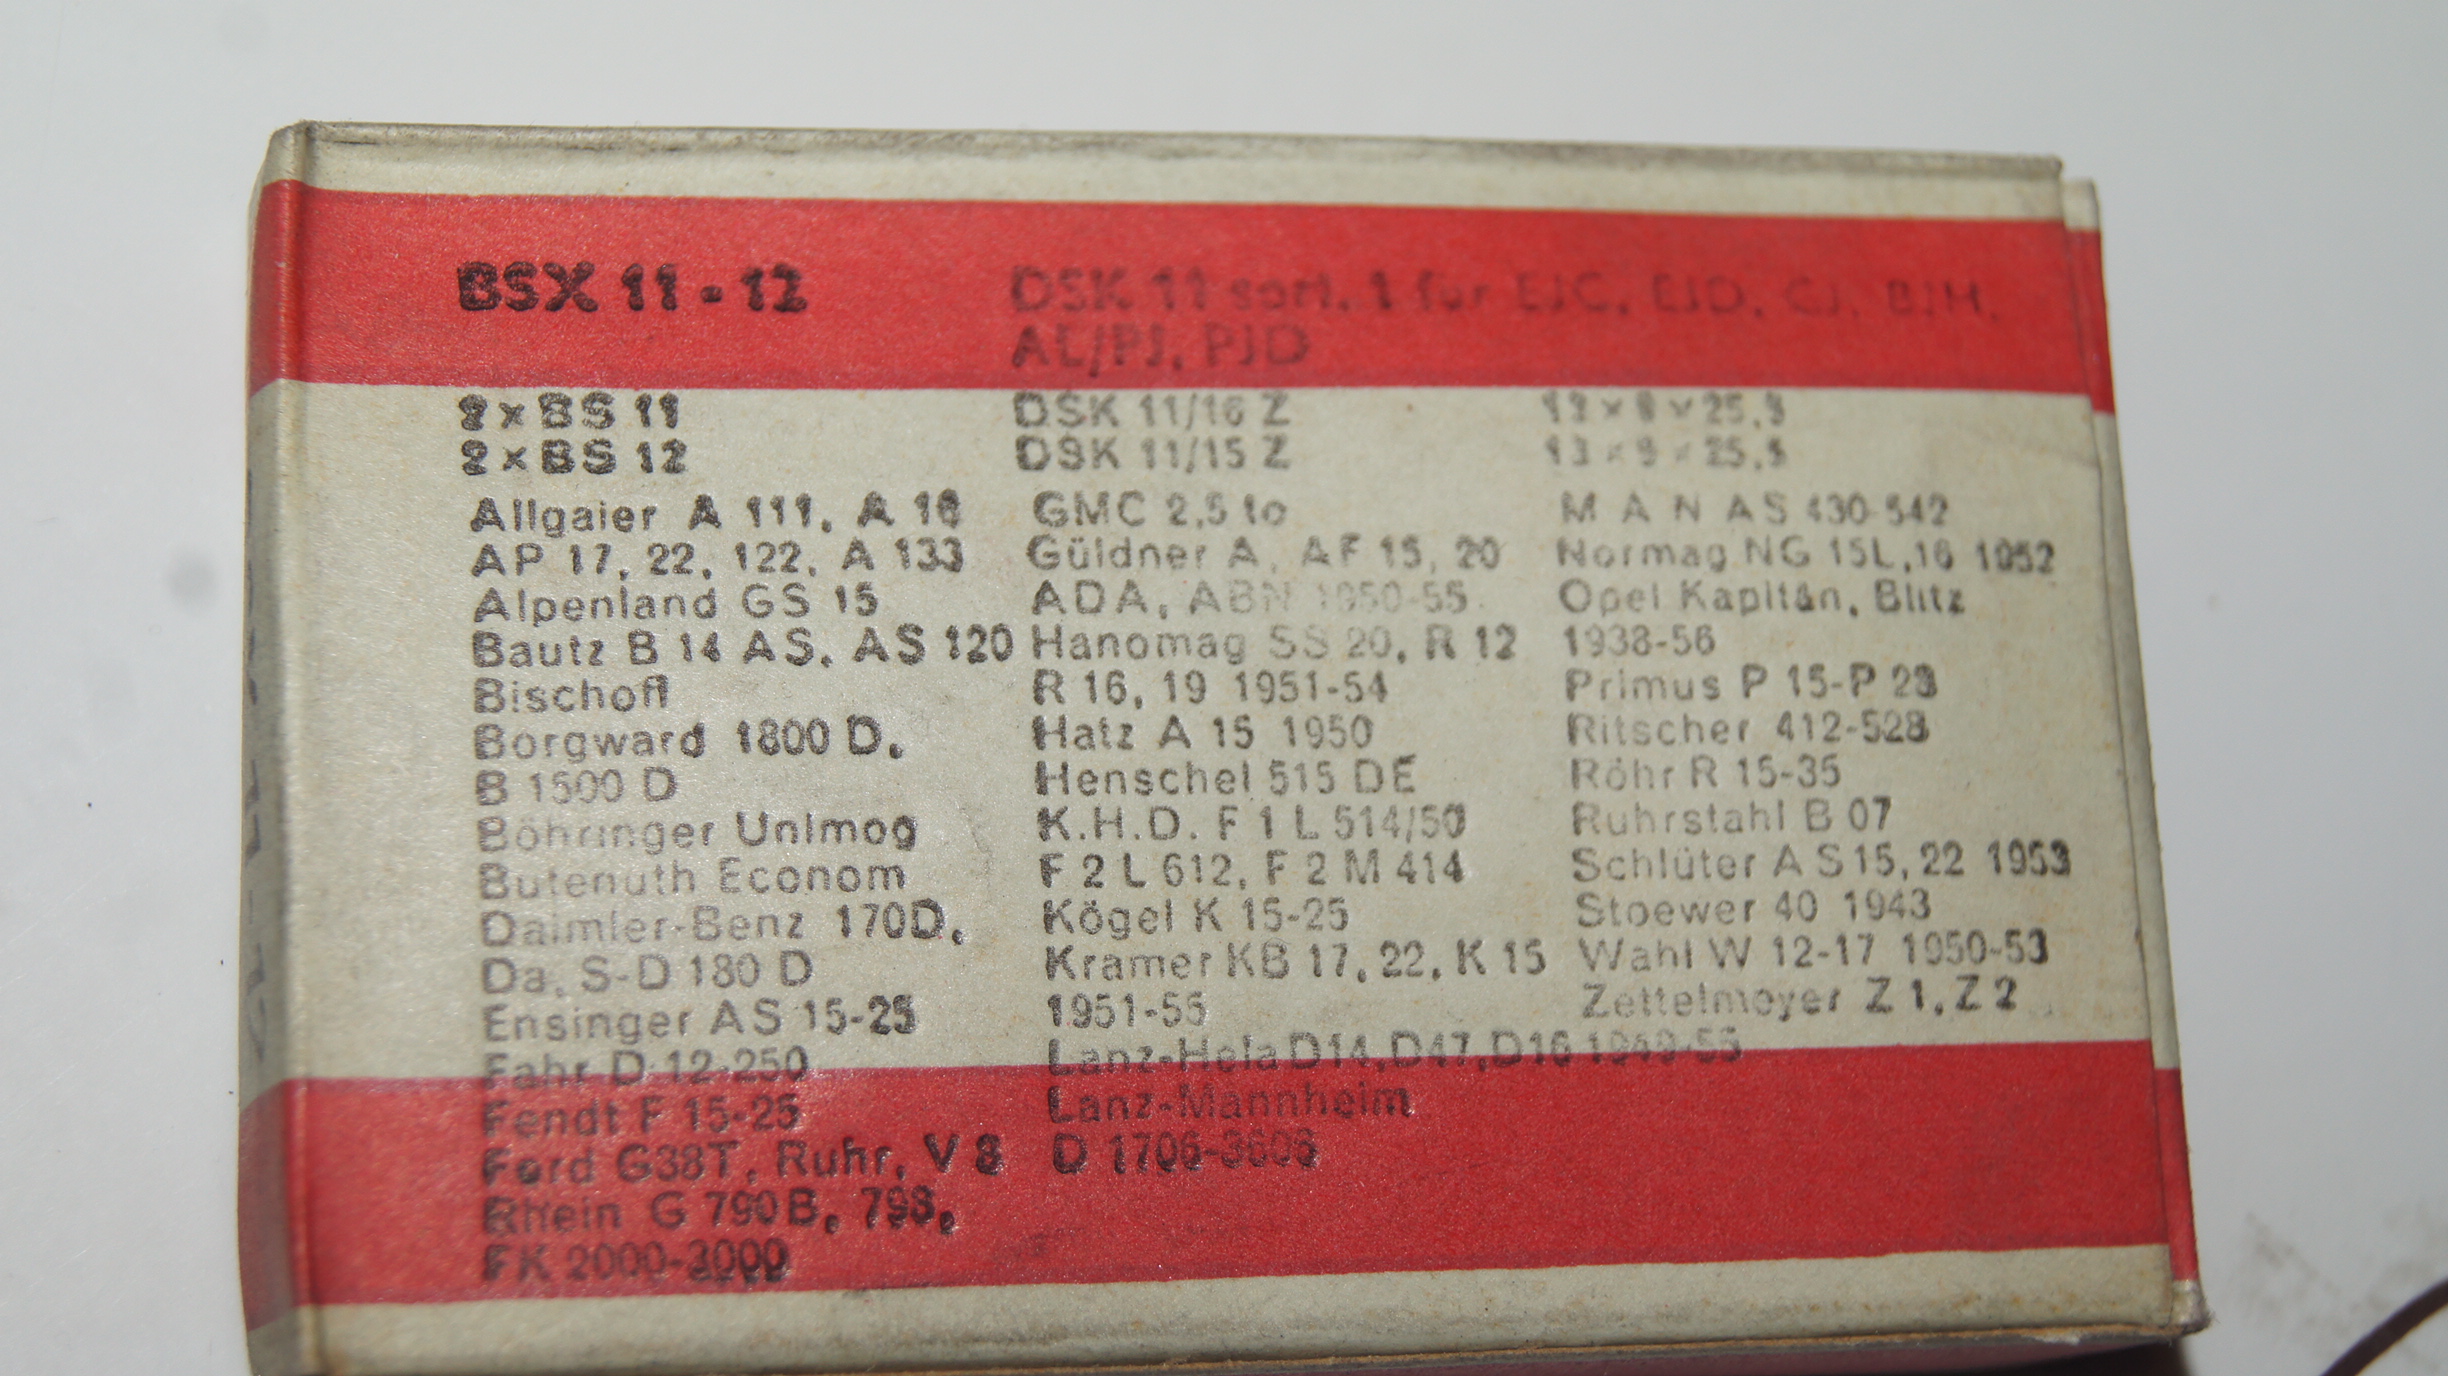 BSX 11 - 12
DSK 11 sort. 1 für EJC, EJD, CJ, BJH,
AL/PJ, PJD
2 x BS 11
2 x BS 12
DSK 11/16 Z
DSK 11/15 Z
Allgaier A 111, A 16
AP 17, 22, 122, A 133
Alpenland GS 15
Bautz B 14 AS, AS 120
Bischoff
Borgward 1800 D,
B 1500 D
Böhringer Unimog
Butenuth Econom
Daimler-Benz 170D,
Da, S-D 180 D
Ensinger AS 15-25
Fahr D 12-250
Fendt F 15-25
Ford G38T, Ruhr, V 8
Rhein G 790B, 798,
FK 2000-3000
GMC 2,5 to
Güldner A, AF 15, 20
ADA, ABN 1950-55
Hanomag SS 20, R 12
R 16, 19 1951-54
Hatz A 15 1950
Henschel 515 DE
K.H.D. F 1 L 514/50
F 2 L 612, F 2 M 414
Kögel K 15-25
Kramer KB 17, 22, K 15
1951-55
Lanz-Hela D14, D47, D16 1949-55
Lanz-Mannheim
D 1706-3606
M A N AS 430-542
Normag NG 15L, 16 1952
Opel Kapitän, Blitz
1938-56
Primus P 15-P 23
Ritscher 412-528
Röhr R 15-35
Ruhrstahl B 07
Schlüter A S 15, 22 1953
Stoewer 40 1943
Wahl W 12-17 1950-53
Zettelmeyer Z 1, Z 2